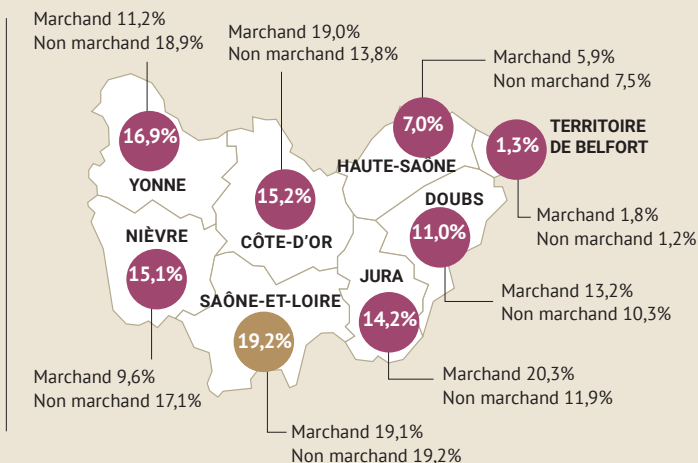 Marchand 11,2%
Non marchand 18,9%
Marchand 19,0%
Non marchand 13,8%
Marchand 5,9%
Non marchand 7,5%
16,9%
YONNE
15,2%
CÔTE-D'OR
7,0%
HAUTE-SAÔNE
1,3%
TERRITOIRE
DE BELFORT
Marchand 1,8%
Non marchand 1,2%
DOUBS
11,0%
Marchand 13,2%
Non marchand 10,3%
NIÈVRE
15,1%
Marchand 9,6%
Non marchand 17,1%
SAÔNE-ET-LOIRE
19,2%
Marchand 19,1%
Non marchand 19,2%
JURA
14,2%
Marchand 20,3%
Non marchand 11,9%